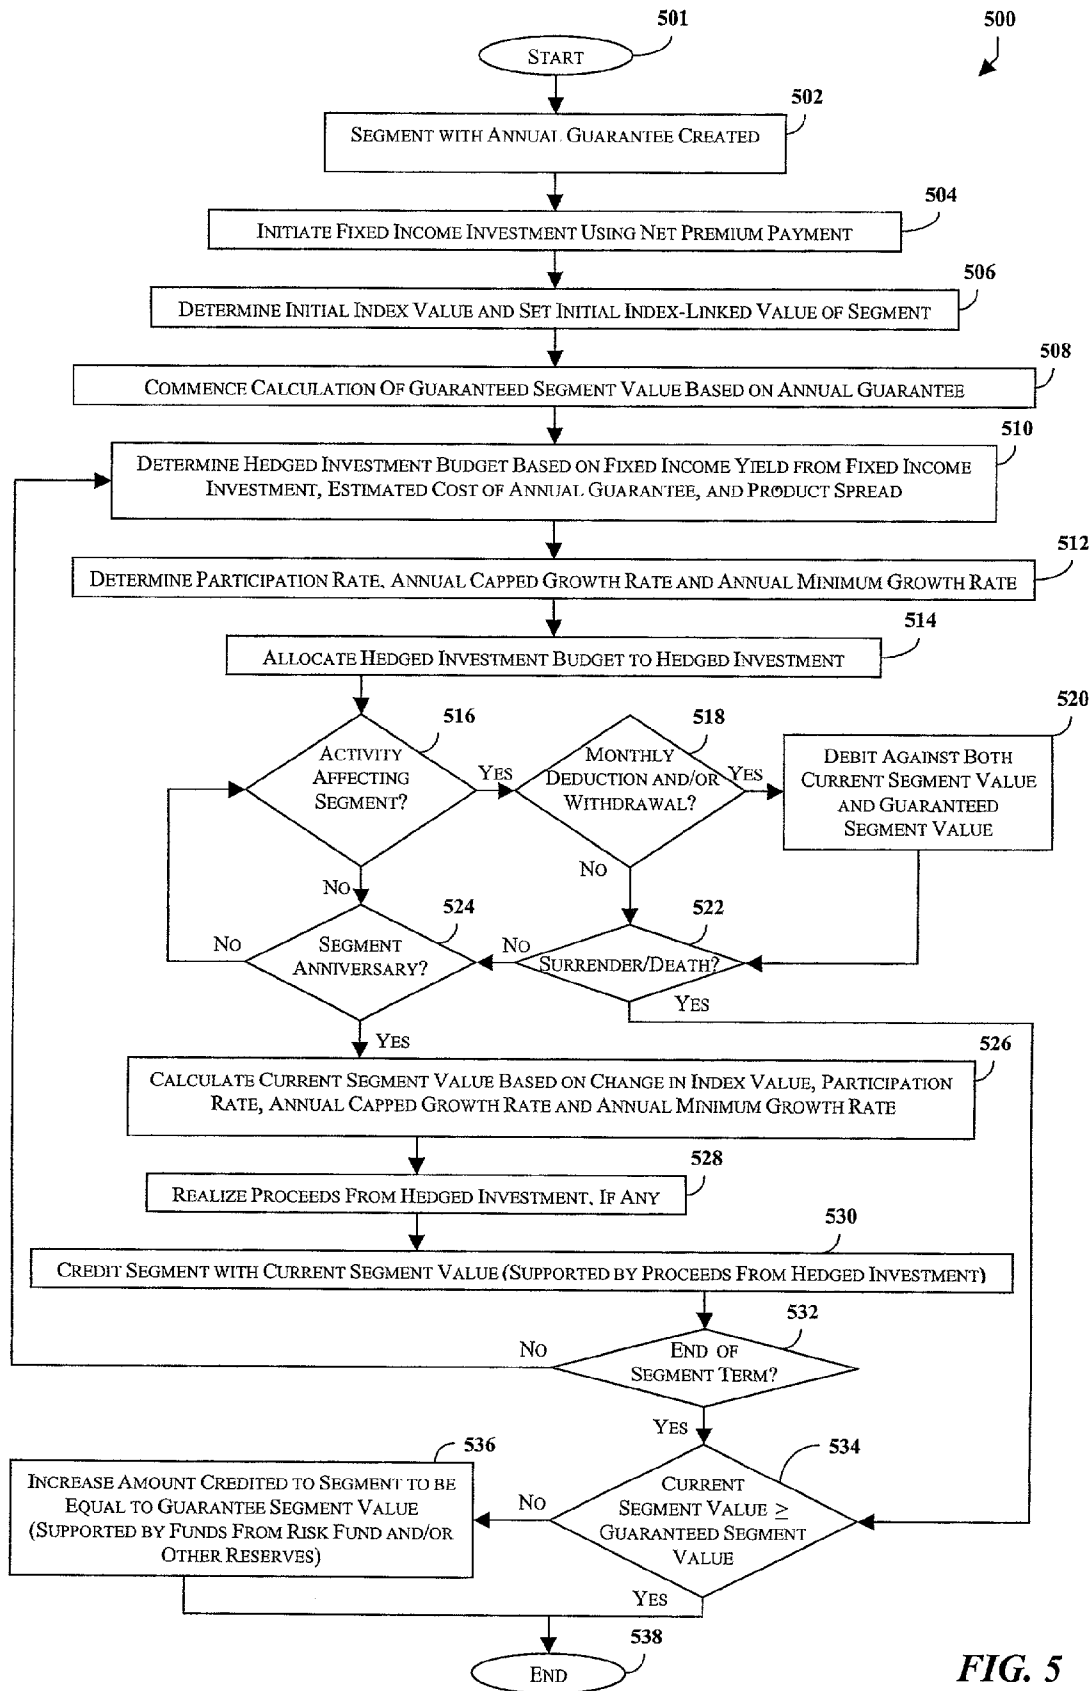 501
500
START
502
SEGMENT WITH ANNUAL GUARANTEE CREATED
504
INITIATE FIXED INCOME INVESTMENT USING NET PREMIUM PAYMENT
506
DETERMINE INITIAL INDEX VALUE AND SET INITIAL INDEX-LINKED VALUE OF SEGMENT
508
COMMENCE CALCULATION OF GUARANTEED SEGMENT VALUE BASED ON ANNUAL GUARANTEE
510
DETERMINE HEDGED INVESTMENT BUDGET BASED ON FIXED INCOME YIELD FROM FIXED INCOME
INVESTMENT, ESTIMATED COST OF ANNUAL GUARANTEE, AND PRODUCT SPREAD
512
DETERMINE PARTICIPATION RATE, ANNUAL CAPPED GROWTH RATE AND ANNUAL MINIMUM GROWTH RATE
514
ALLOCATE HEDGED INVESTMENT BUDGET TO HEDGED INVESTMENT
516
ACTIVITY
AFFECTING
SEGMENT?
YES
518
MONTHLY
DEDUCTION AND/OR
WITHDRAWAL?
YES
520
DEBIT AGAINST BOTH
CURRENT SEGMENT VALUE
AND GUARANTEED
SEGMENT VALUE
NO
NO
524
SEGMENT
ANNIVERSARY?
NO
NO
522
SURRENDER/DEATH?
YES
YES
526
CALCULATE CURRENT SEGMENT VALUE BASED ON CHANGE IN INDEX VALUE, PARTICIPATION
RATE, ANNUAL CAPPED GROWTH RATE AND ANNUAL MINIMUM GROWTH RATE
528
REALIZE PROCEEDS FROM HEDGED INVESTMENT, IF ANY
530
CREDIT SEGMENT WITH CURRENT SEGMENT VALUE (SUPPORTED BY PROCEEDS FROM HEDGED INVESTMENT)
532
NO
END OF
SEGMENT TERM?
YES
534
CURRENT
SEGMENT VALUE ≥
GUARANTEED SEGMENT
VALUE
NO
536
INCREASE AMOUNT CREDITED TO SEGMENT TO BE
EQUAL TO GUARANTEE SEGMENT VALUE
(SUPPORTED BY FUNDS FROM RISK FUND AND/OR
OTHER RESERVES)
YES
538
END
FIG. 5